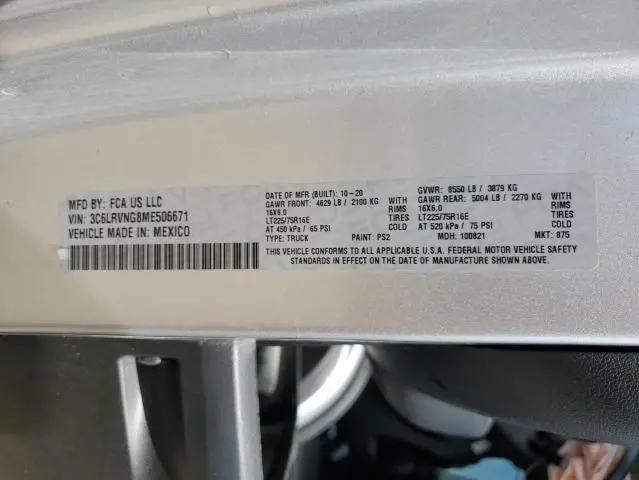 MFD BY: FCA US LLC
VIN: 3C6LRVNG8ME506671
VEHICLE MADE IN: MEXICO
DATE OF MFR (BUILT): 10-20 GVWR: 8550 LB / 3879 KG
GAWR FRONT: 4629 LB / 2100 KG WITH GAWR REAR: 5004 LB / 2270 KG WITH
16X6.0 RIMS 16X6.0 RIMS
LT225/75R16E TIRES LT225/75R16E TIRES
AT 450 kPa / 65 PSI COLD AT 520 kPa / 75 PSI COLD
TYPE: TRUCK PAINT: PS2 MDH: 100821 MKT: 875
THIS VEHICLE CONFORMS TO ALL APPLICABLE U.S.A. FEDERAL MOTOR VEHICLE SAFETY
STANDARDS IN EFFECT ON THE DATE OF MANUFACTURE SHOWN ABOVE.